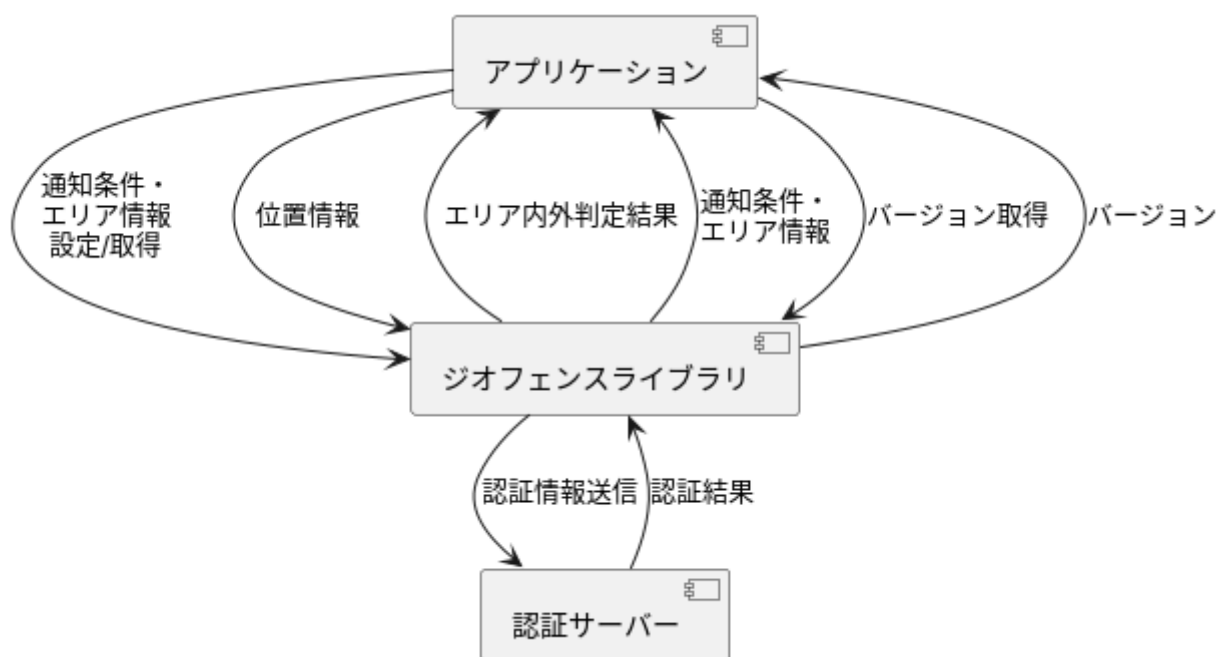 アプリケーション
通知条件・
エリア情報
設定/取得
位置情報
エリア内外判定結果
通知条件・
エリア情報
バージョン取得
バージョン
ジオフェンスライブラリ
認証情報送信
認証結果
認証サーバー